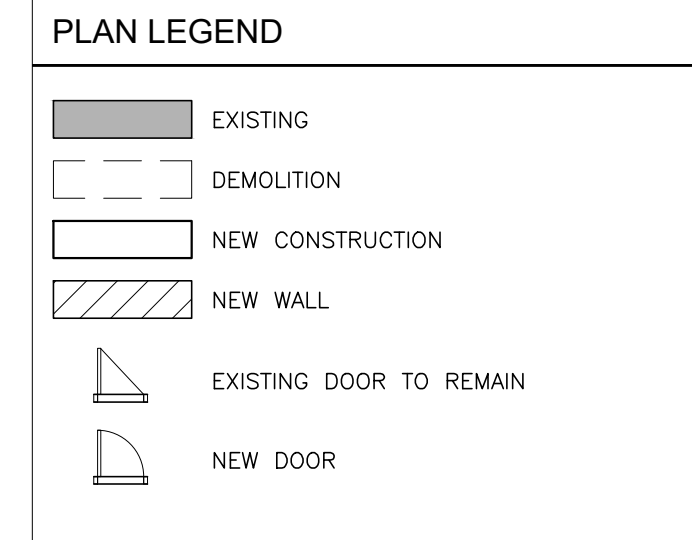 PLAN LEGEND
EXISTING
DEMOLITION
NEW CONSTRUCTION
NEW WALL
EXISTING DOOR TO REMAIN
NEW DOOR